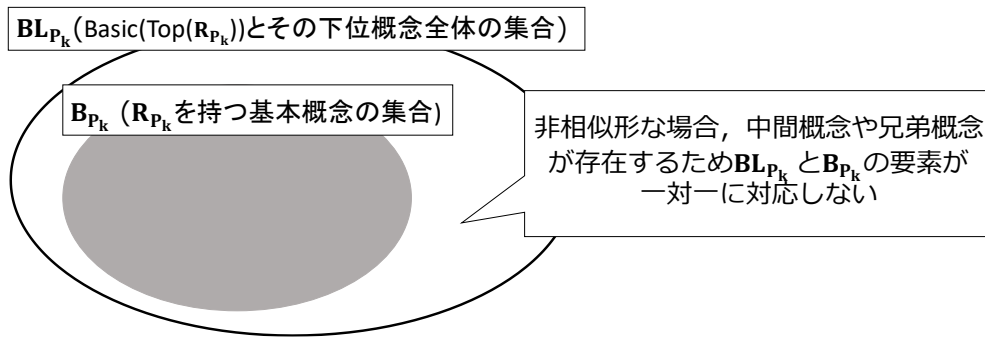 BL_{P_k}(Basic(Top(R_{P_k}))とその下位概念全体の集合)
B_{P_k} (R_{P_k}を持つ基本概念の集合)
非相似形な場合，中間概念や兄弟概念
が存在するためBL_{P_k} とB_{P_k}の要素が
一対一に対応しない